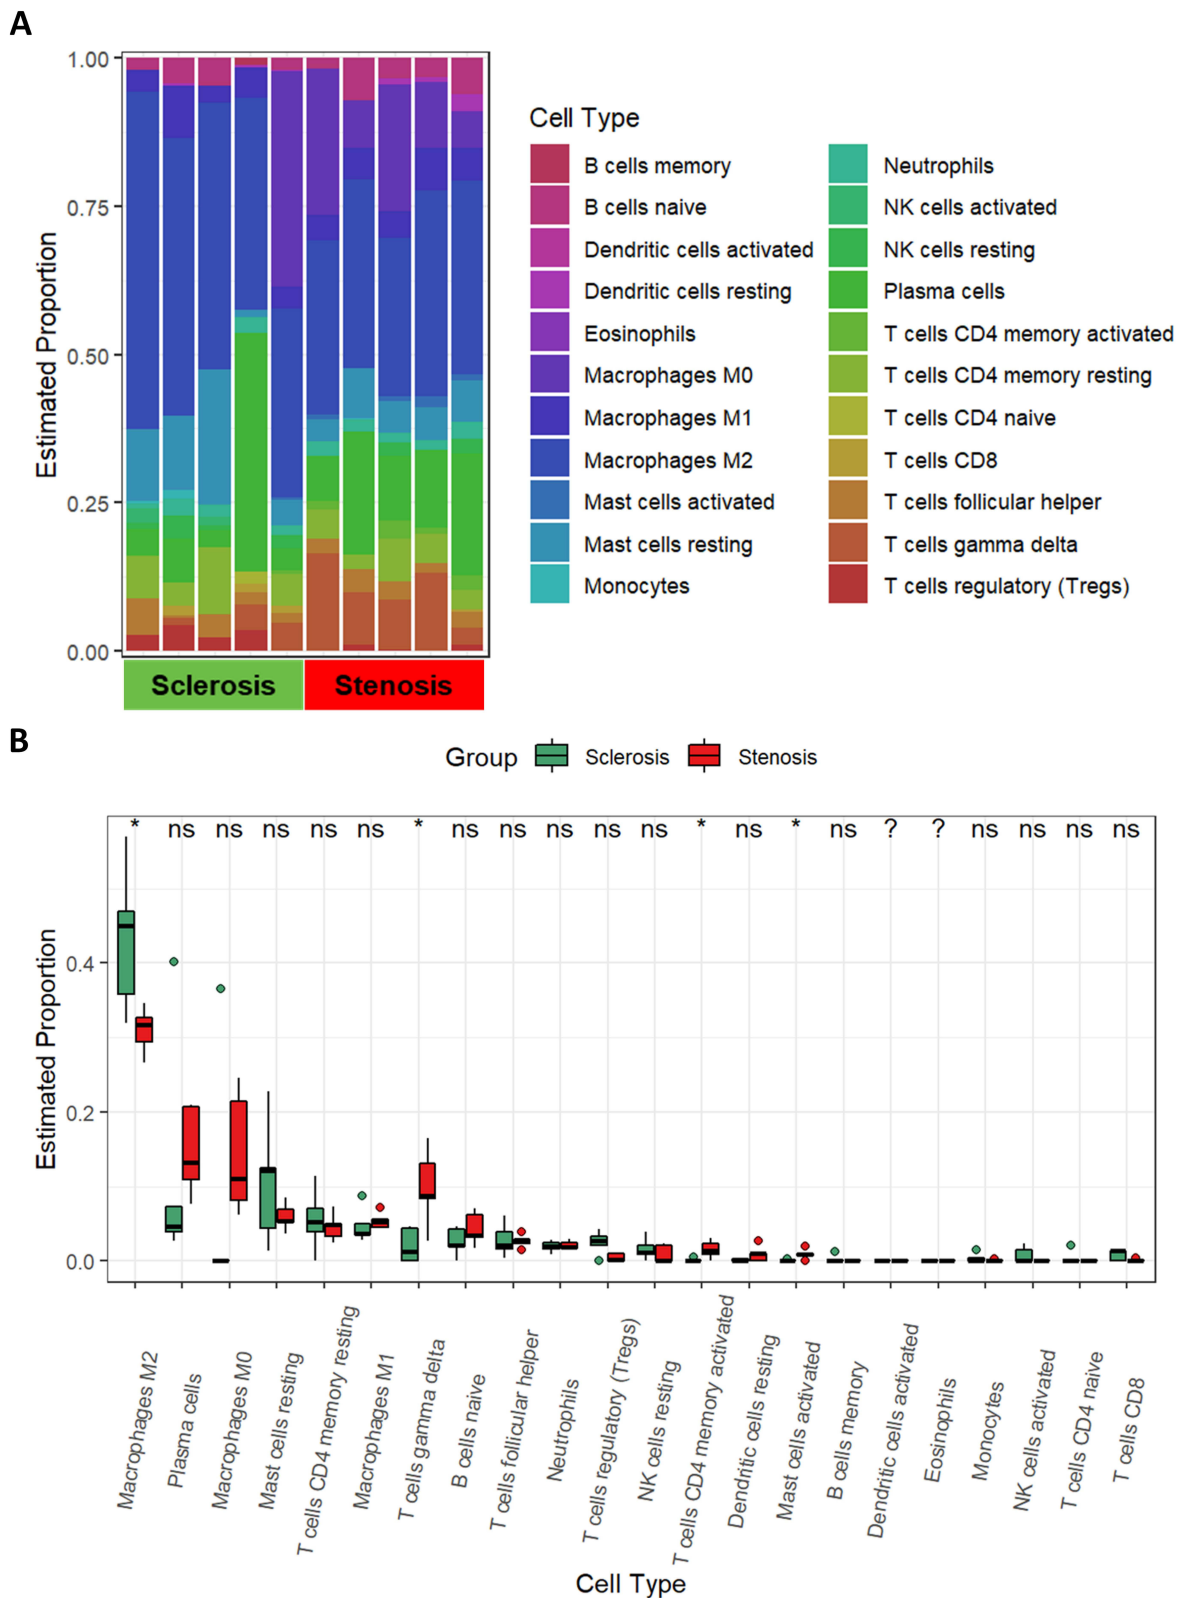 A
1.00
0.75
0.50
0.25
0.00
Estimated Proportion
Sclerosis
Stenosis
Cell Type
B cells memory
B cells naive
Dendritic cells activated
Dendritic cells resting
Eosinophils
Macrophages M0
Macrophages M1
Macrophages M2
Mast cells activated
Mast cells resting
Monocytes
Neutrophils
NK cells activated
NK cells resting
Plasma cells
T cells CD4 memory activated
T cells CD4 memory resting
T cells CD4 naive
T cells CD8
T cells follicular helper
T cells gamma delta
T cells regulatory (Tregs)
B
Group Sclerosis Stenosis
* ns ns ns ns ns * ns ns ns ns ns * ns * ns ? ? ns ns ns ns
0.4
0.2
0.0
Estimated Proportion
Macrophages M2
Plasma cells
Macrophages M0
Mast cells resting
T cells CD4 memory resting
Macrophages M1
T cells gamma delta
B cells naive
T cells follicular helper
Neutrophils
T cells regulatory (Tregs)
NK cells resting
T cells CD4 memory activated
Dendritic cells resting
Mast cells activated
B cells memory
Dendritic cells activated
Eosinophils
Monocytes
NK cells activated
T cells CD4 naive
T cells CD8
Cell Type